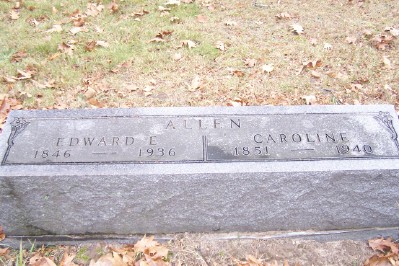 ALLEN
EDWARD E. CAROLINE
1846 — 1936 1851 — 1940